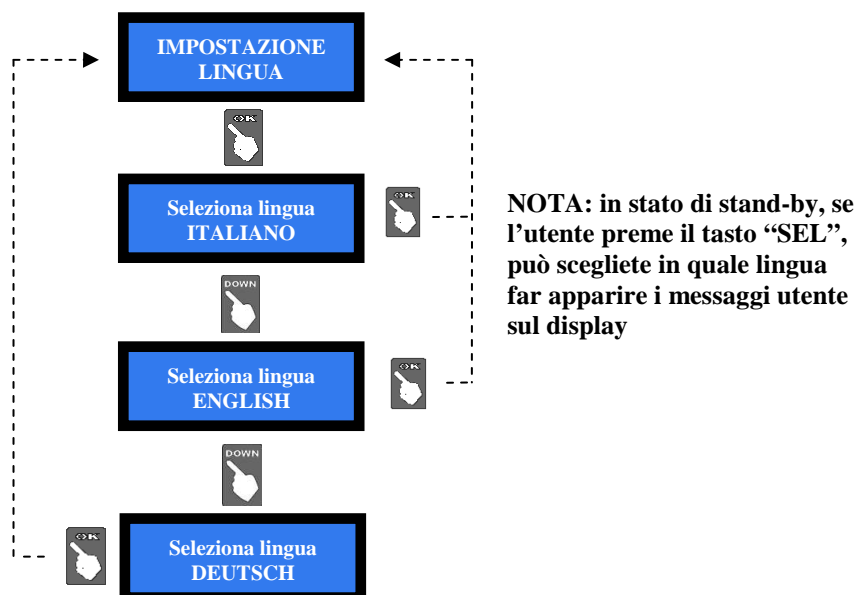 IMPOSTAZIONE
LINGUA
OK
Seleziona lingua
ITALIANO
OK
NOTA: in stato di stand-by, se
l'utente preme il tasto “SEL”,
può scegliete in quale lingua
far apparire i messaggi utente
sul display
DOWN
Seleziona lingua
ENGLISH
OK
DOWN
OK
Seleziona lingua
DEUTSCH